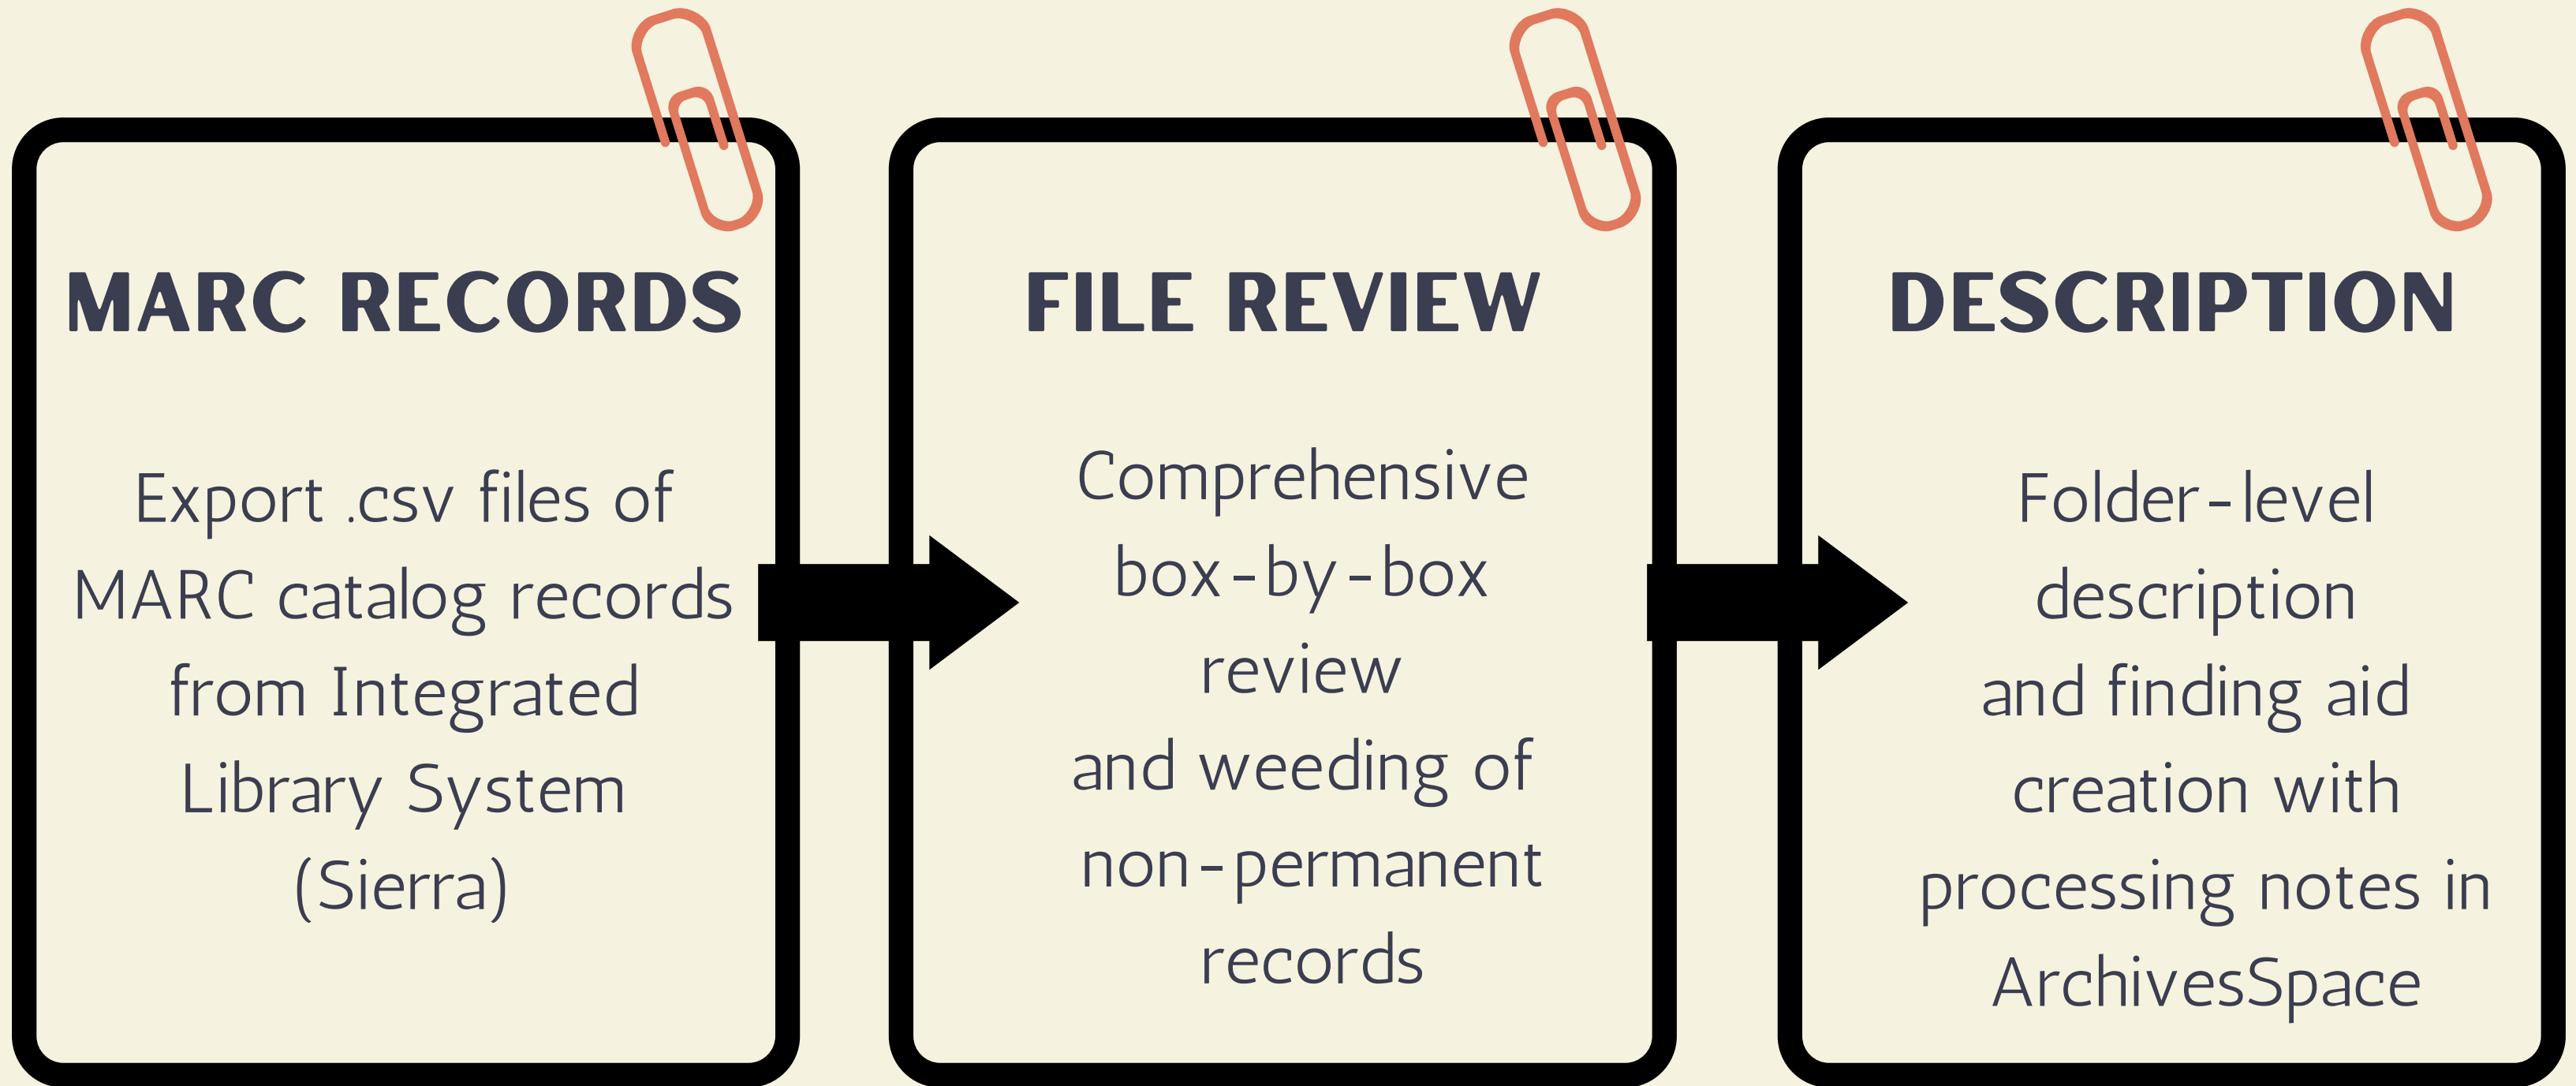 MARC RECORDS
Export .csv files of
MARC catalog records
from Integrated
Library System
(Sierra)
FILE REVIEW
Comprehensive
box-by-box
review
and weeding of
non-permanent
records
DESCRIPTION
Folder-level
description
and finding aid
creation with
processing notes in
ArchivesSpace